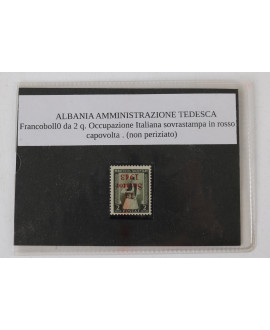 ALBANIA AMMINISTRAZIONE TEDESCA
Francoboll0 da 2 q. Occupazione Italiana sovrastampa in rosso
capovolta . (non periziato)